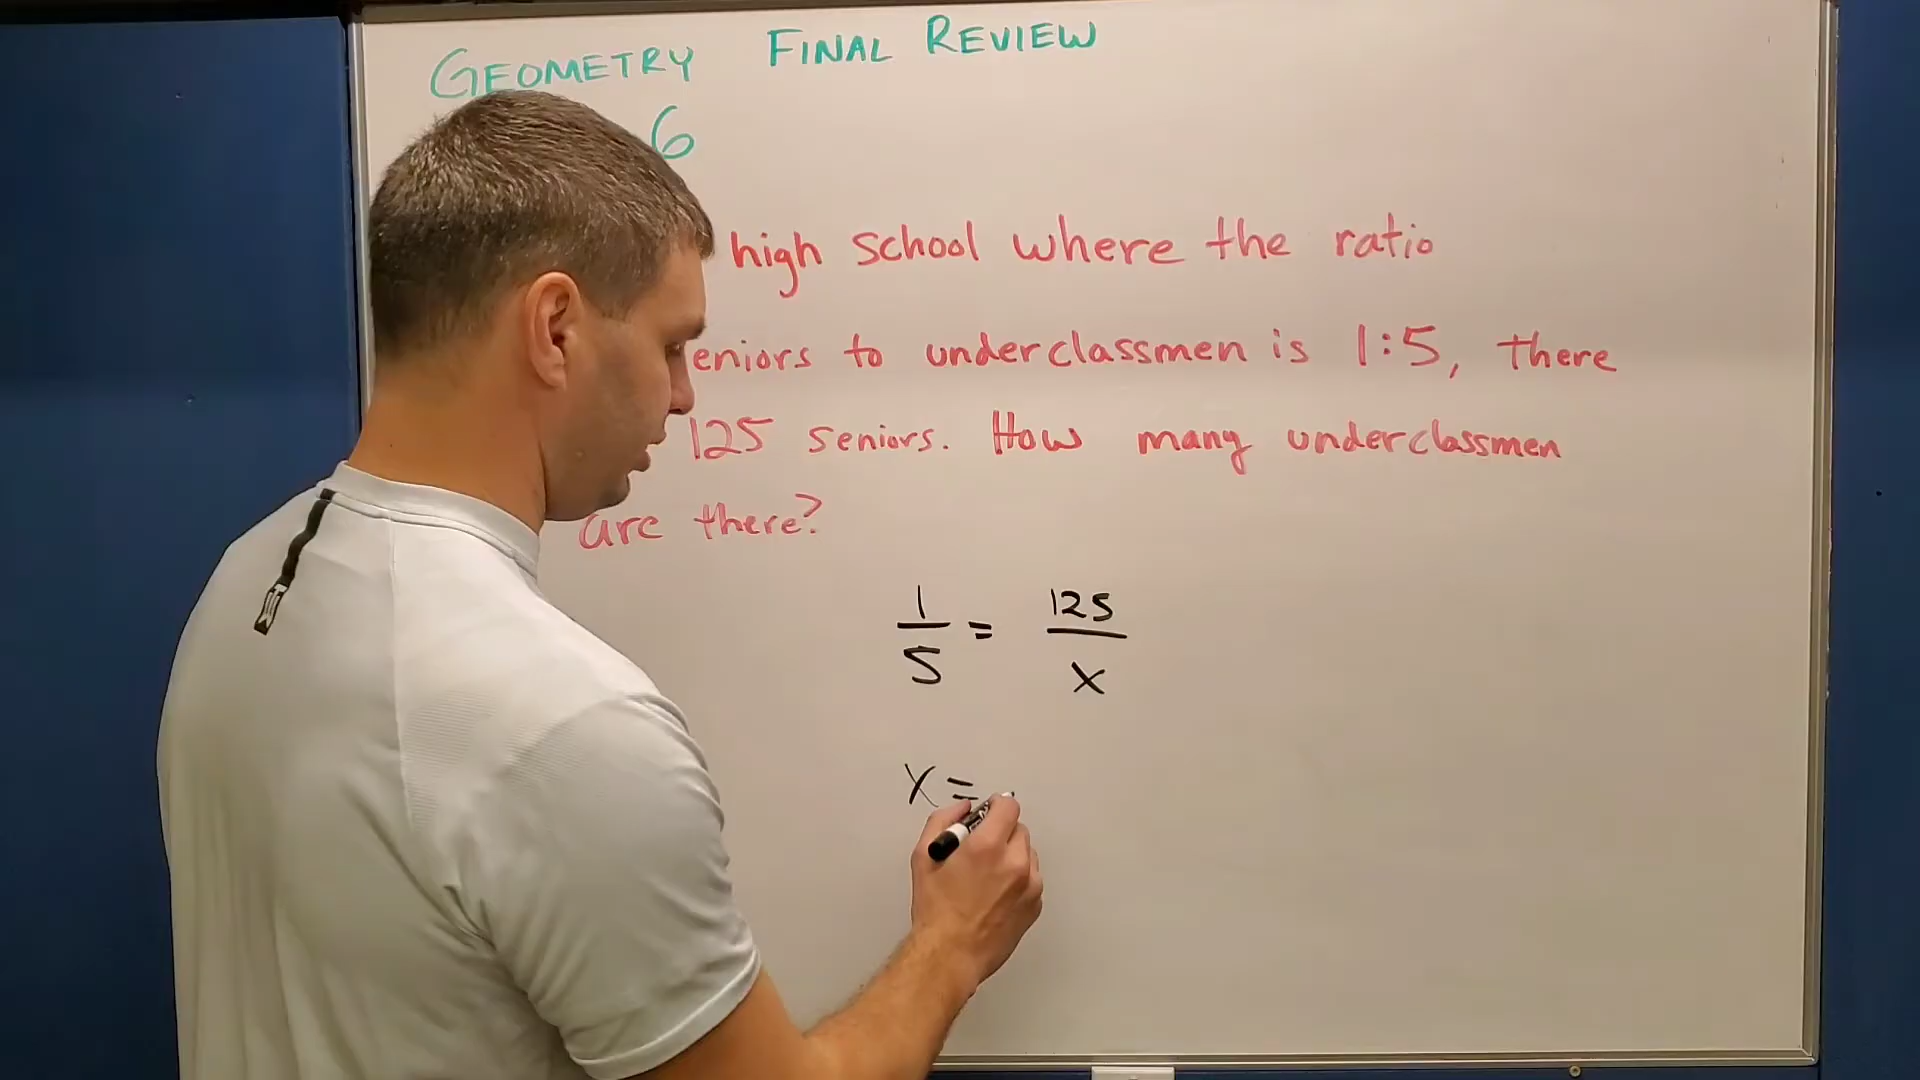 GEOMETRY FINAL REVIEW
6
high school where the ratio
eniors to underclassmen is 1:5, there
125 seniors. How many underclassmen
are there?
1/5 = 125/x
x =